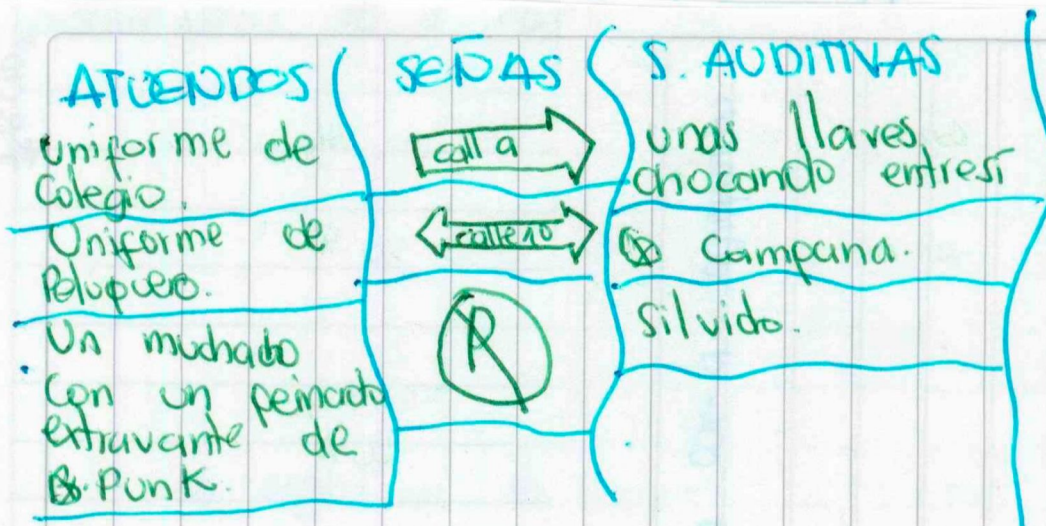 ATUENDOS SEÑAS S. AUDITIVAS
Uniforme de
Colegio.
call a
unas llaves
chocando entresí
Uniforme de
Peluquero.
calle 10
Campana.
Un muchacho
Con un peinado
extravante de
Punk.
R
Silvido.